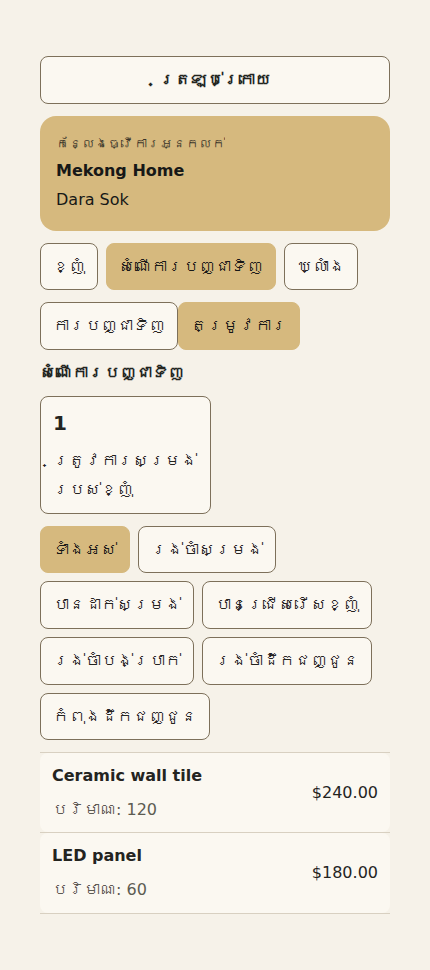 ត្រឡប់ក្រោយ
កន្លែងធ្វើការអ្នកលក់
Mekong Home
Dara Sok
ខ្ញុំ
សំណើការបញ្ជាទិញ
ឃ្លាំង
ការបញ្ជាទិញ
តម្រូវការ
សំណើការបញ្ជាទិញ
1
ត្រូវការសម្រង់
របស់ខ្ញុំ
ទាំងអស់
រង់ចាំសម្រង់
បានដាក់សម្រង់
បានជ្រើសរើសខ្ញុំ
រង់ចាំបង់ប្រាក់
រង់ចាំដឹកជញ្ជូន
កំពុងដឹកជញ្ជូន
Ceramic wall tile
$240.00
បរិមាណ: 120
LED panel
$180.00
បរិមាណ: 60